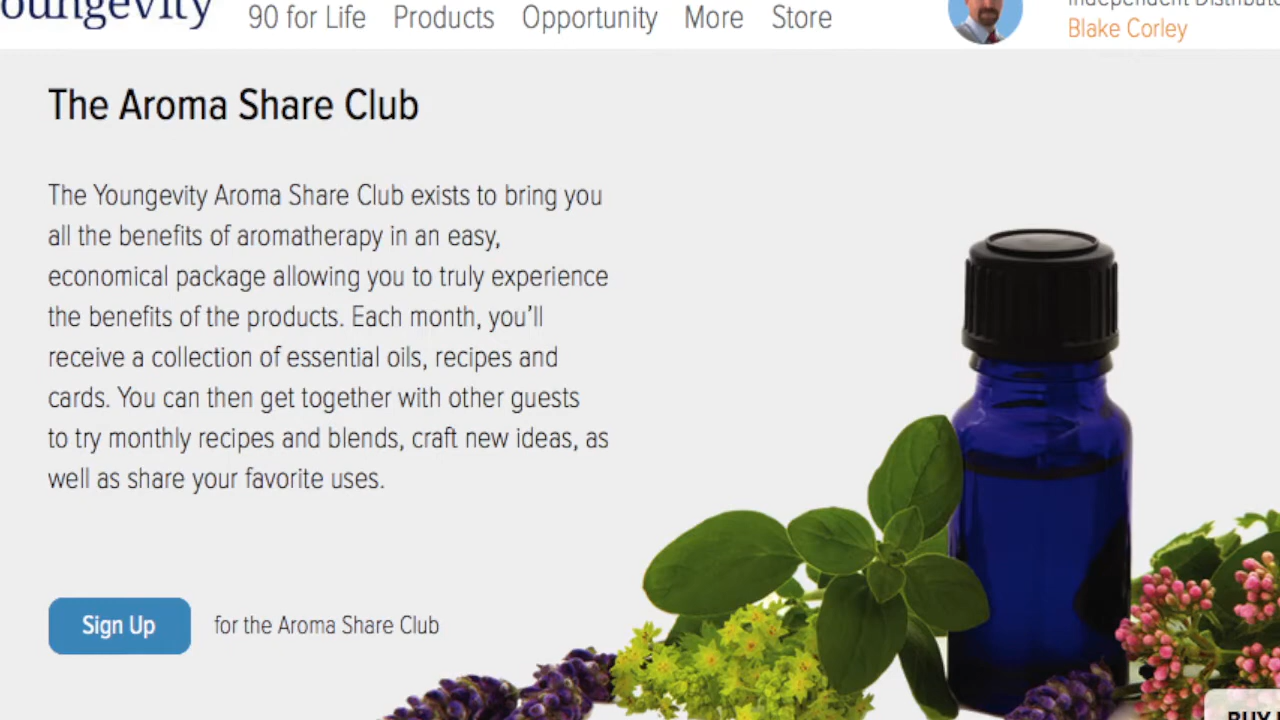 oungevity
90 for Life Products Opportunity More Store
Independent Distributo
Blake Corley
The Aroma Share Club
The Youngevity Aroma Share Club exists to bring you
all the benefits of aromatherapy in an easy,
economical package allowing you to truly experience
the benefits of the products. Each month, you’ll
receive a collection of essential oils, recipes and
cards. You can then get together with other guests
to try monthly recipes and blends, craft new ideas, as
well as share your favorite uses.
Sign Up for the Aroma Share Club
BUY